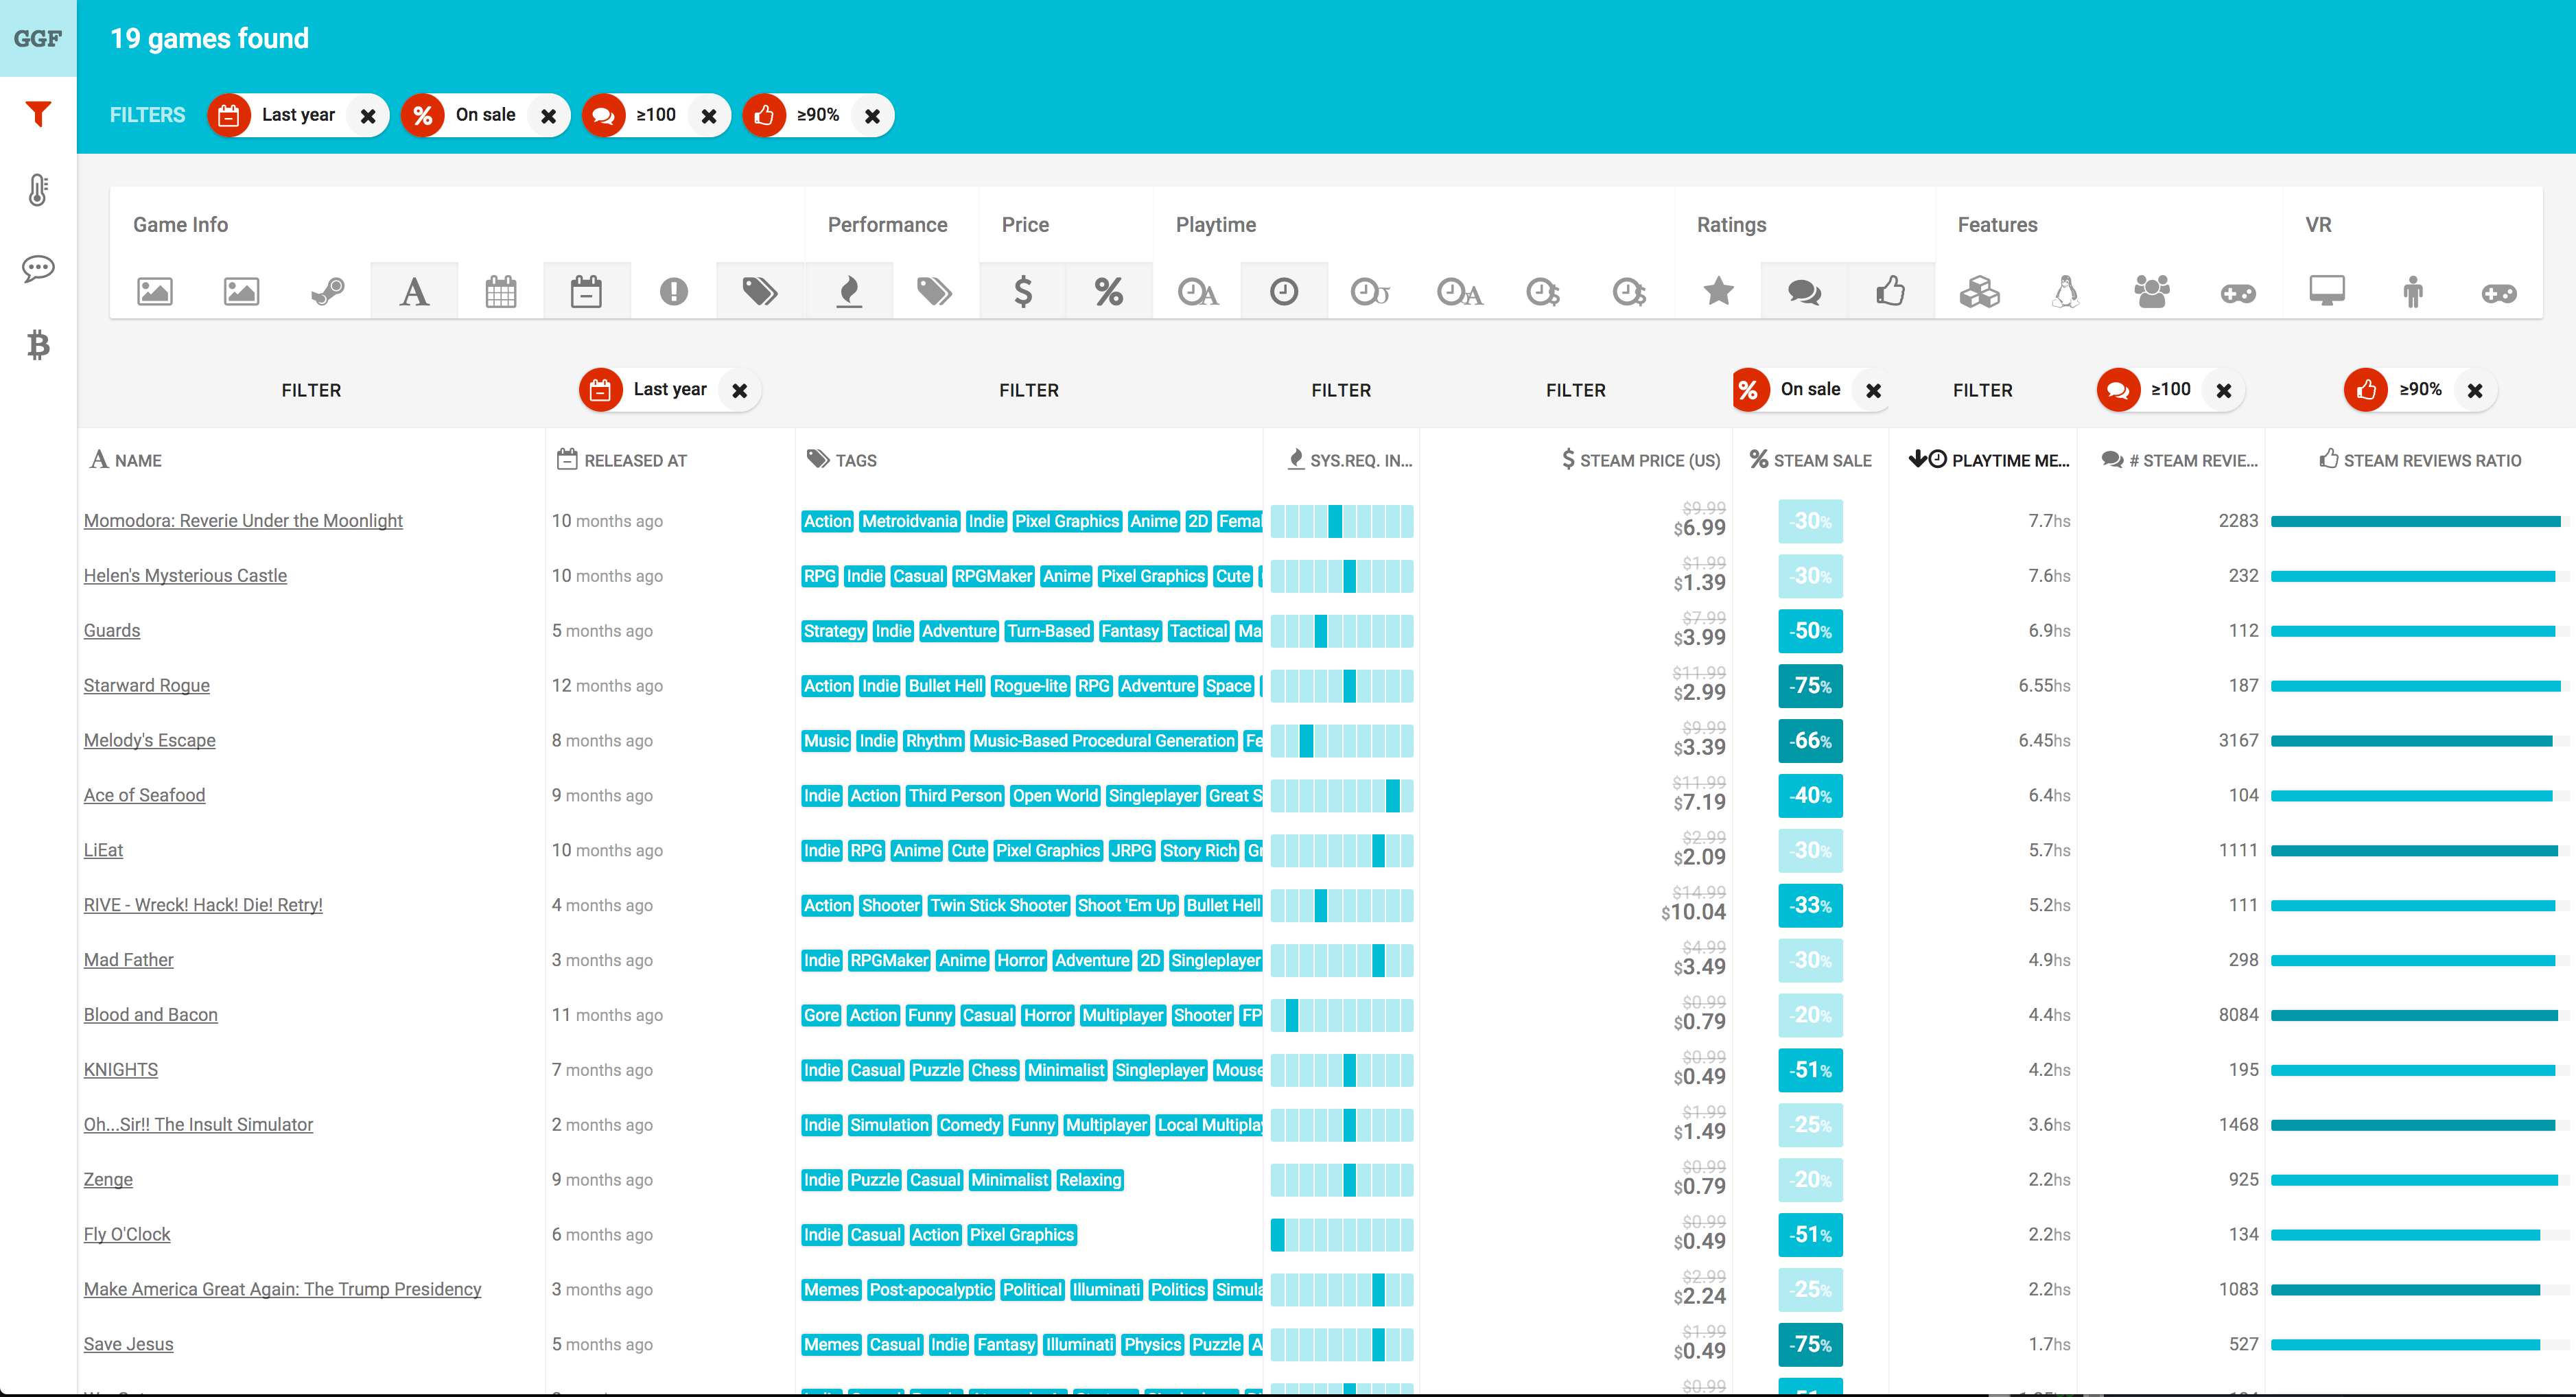 GGF
19 games found
FILTERS Last year On sale ≥100 ≥90%
Game Info Performance Price Playtime Ratings Features VR
FILTER Last year FILTER FILTER FILTER On sale FILTER ≥100 ≥90%
NAME RELEASED AT TAGS SYS.REQ. IN... $ STEAM PRICE (US) % STEAM SALE PLAYTIME ME... # STEAM REVIE... STEAM REVIEWS RATIO
Momodora: Reverie Under the Moonlight 10 months ago Action Metroidvania Indie Pixel Graphics Anime 2D $9.99 $6.99 -30% 7.7hs 2283
Helen's Mysterious Castle 10 months ago RPG Indie Casual RPGMaker Anime Pixel Graphics Cute $1.99 $1.39 -30% 7.6hs 232
Guards 5 months ago Strategy Indie Adventure Turn-Based Fantasy Tactical Ma $7.99 $3.99 -50% 6.9hs 112
Starward Rogue 12 months ago Action Indie Bullet Hell Rogue-lite RPG Adventure Space $11.99 $2.99 -75% 6.55hs 187
Melody's Escape 8 months ago Music Indie Rhythm Music-Based Procedural Generation Fe $9.99 $3.39 -66% 6.45hs 3167
Ace of Seafood 9 months ago Indie Action Third Person Open World Singleplayer Great S $11.99 $7.19 -40% 6.4hs 104
LiEat 10 months ago Indie RPG Anime Cute Pixel Graphics JRPG Story Rich $2.99 $2.09 -30% 5.7hs 1111
RIVE - Wreck! Hack! Die! Retry! 4 months ago Action Shooter Twin Stick Shooter Shoot 'Em Up Bullet Hell $14.99 $10.04 -33% 5.2hs 111
Mad Father 3 months ago Indie RPGMaker Anime Horror Adventure 2D Singleplayer $4.99 $3.49 -30% 4.9hs 298
Blood and Bacon 11 months ago Gore Action Funny Casual Horror Multiplayer Shooter FP $0.99 $0.79 -20% 4.4hs 8084
KNIGHTS 7 months ago Indie Casual Puzzle Chess Minimalist Singleplayer Mouse $0.99 $0.49 -51% 4.2hs 195
Oh...Sir!! The Insult Simulator 2 months ago Indie Simulation Comedy Funny Multiplayer Local Multipla $1.99 $1.49 -25% 3.6hs 1468
Zenge 9 months ago Indie Puzzle Casual Minimalist Relaxing $0.99 $0.79 -20% 2.2hs 925
Fly O'Clock 6 months ago Indie Casual Action Pixel Graphics $0.99 $0.49 -51% 2.2hs 134
Make America Great Again: The Trump Presidency 3 months ago Memes Post-apocalyptic Political Illuminati Politics Simula $2.99 $2.24 -25% 2.2hs 1083
Save Jesus 5 months ago Memes Casual Indie Fantasy Illuminati Physics Puzzle A $1.99 $0.49 -75% 1.7hs 527
$0.99